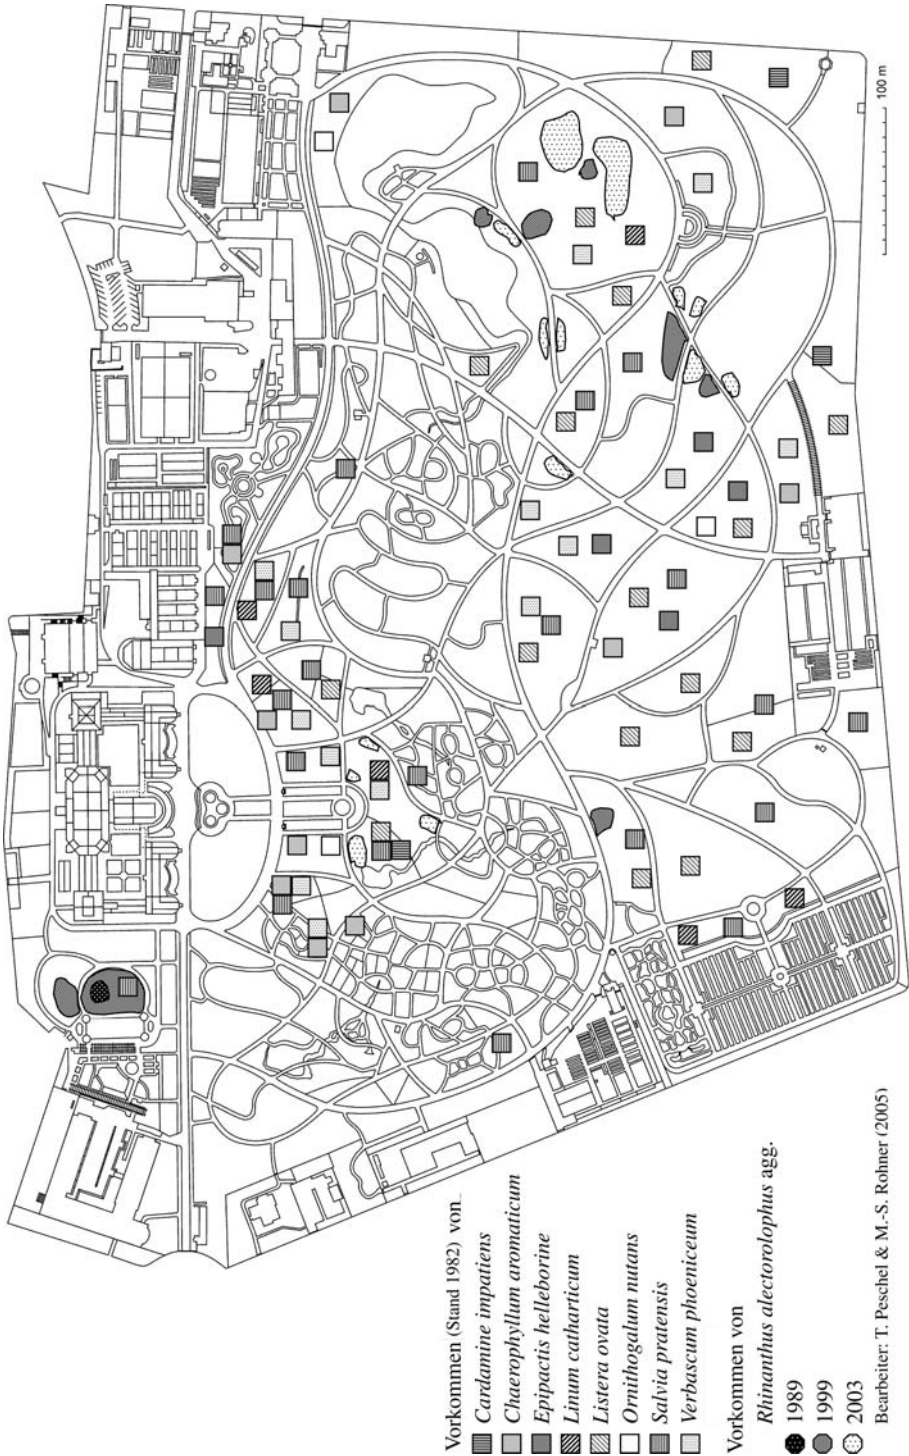 Vorkommen (Stand 1982) von
Cardamine impatiens
Chaerophyllum aromaticum
Epipactis helleborine
Linum catharticum
Listera ovata
Ornithogalum nutans
Salvia pratensis
Verbascum phoeniceum
Vorkommen von
Rhinanthus alectorolophus agg.
1989
1999
2003
Bearbeiter: T. Peschel & M.-S. Rohner (2005)
100 m